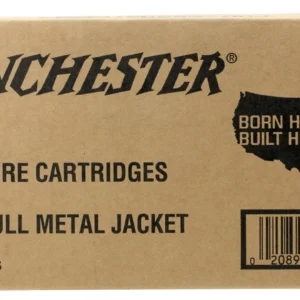 NCHESTER®
RE CARTRIDGES
ULL METAL JACKET
BORN H
BUILT H
0 2089